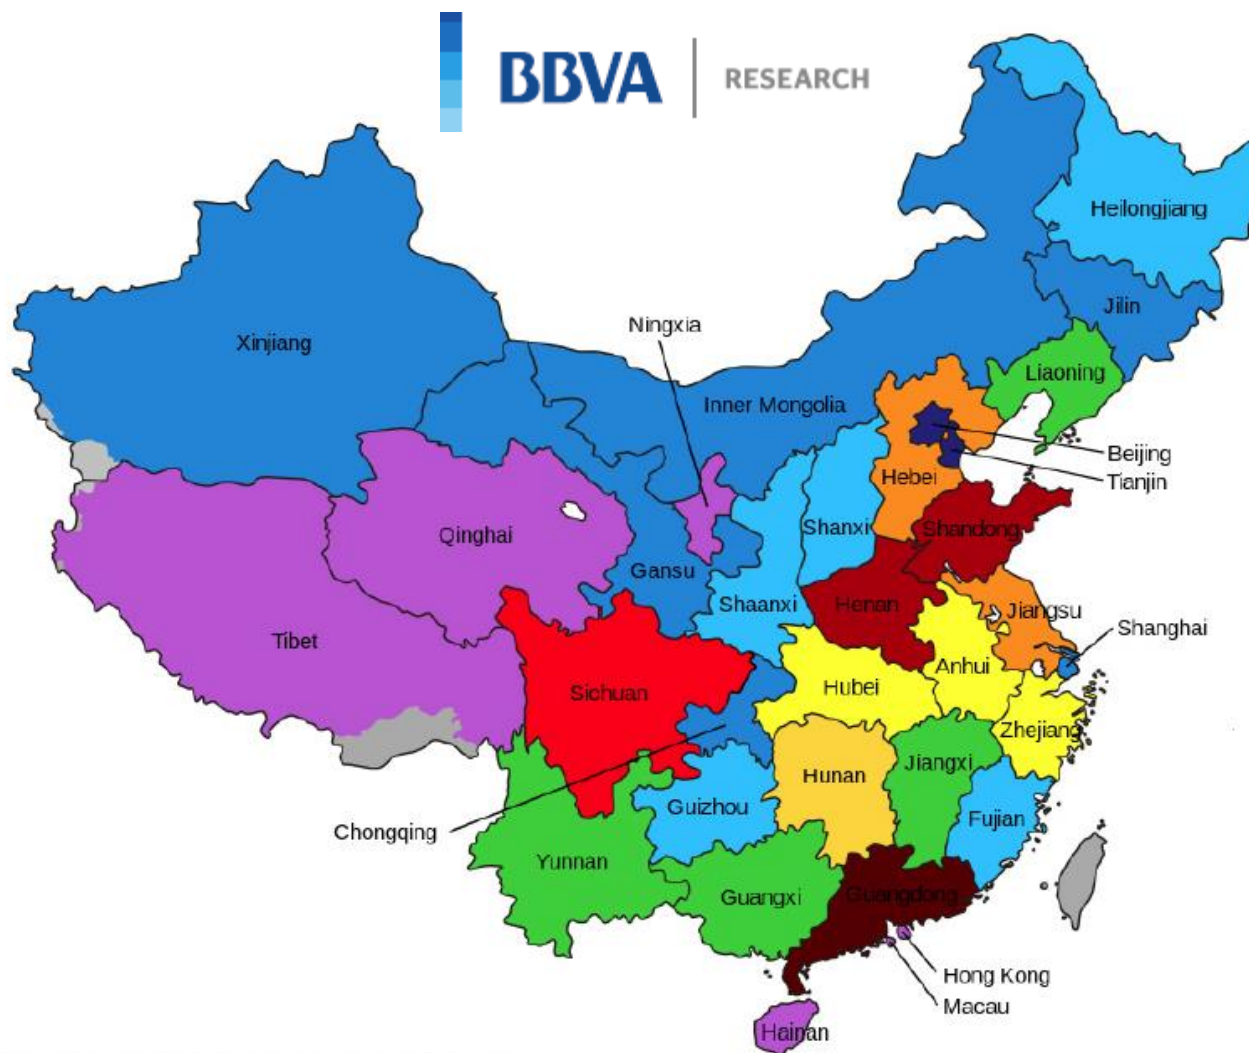 BBVA
RESEARCH
Heilongjiang
Jilin
Ningxia
Xinjiang
Liaoning
Inner Mongolia
Beijing
Hebei
Tianjin
Shanxi
Shandong
Qinghai
Gansu
Shaanxi
Henan
Jiangsu
Shanghai
Tibet
Anhui
Sichuan
Hubei
Zhejiang
Jiangxi
Hunan
Guizhou
Fujian
Chongqing
Yunnan
Guangxi
Guangdong
Hong Kong
Macau
Hainan